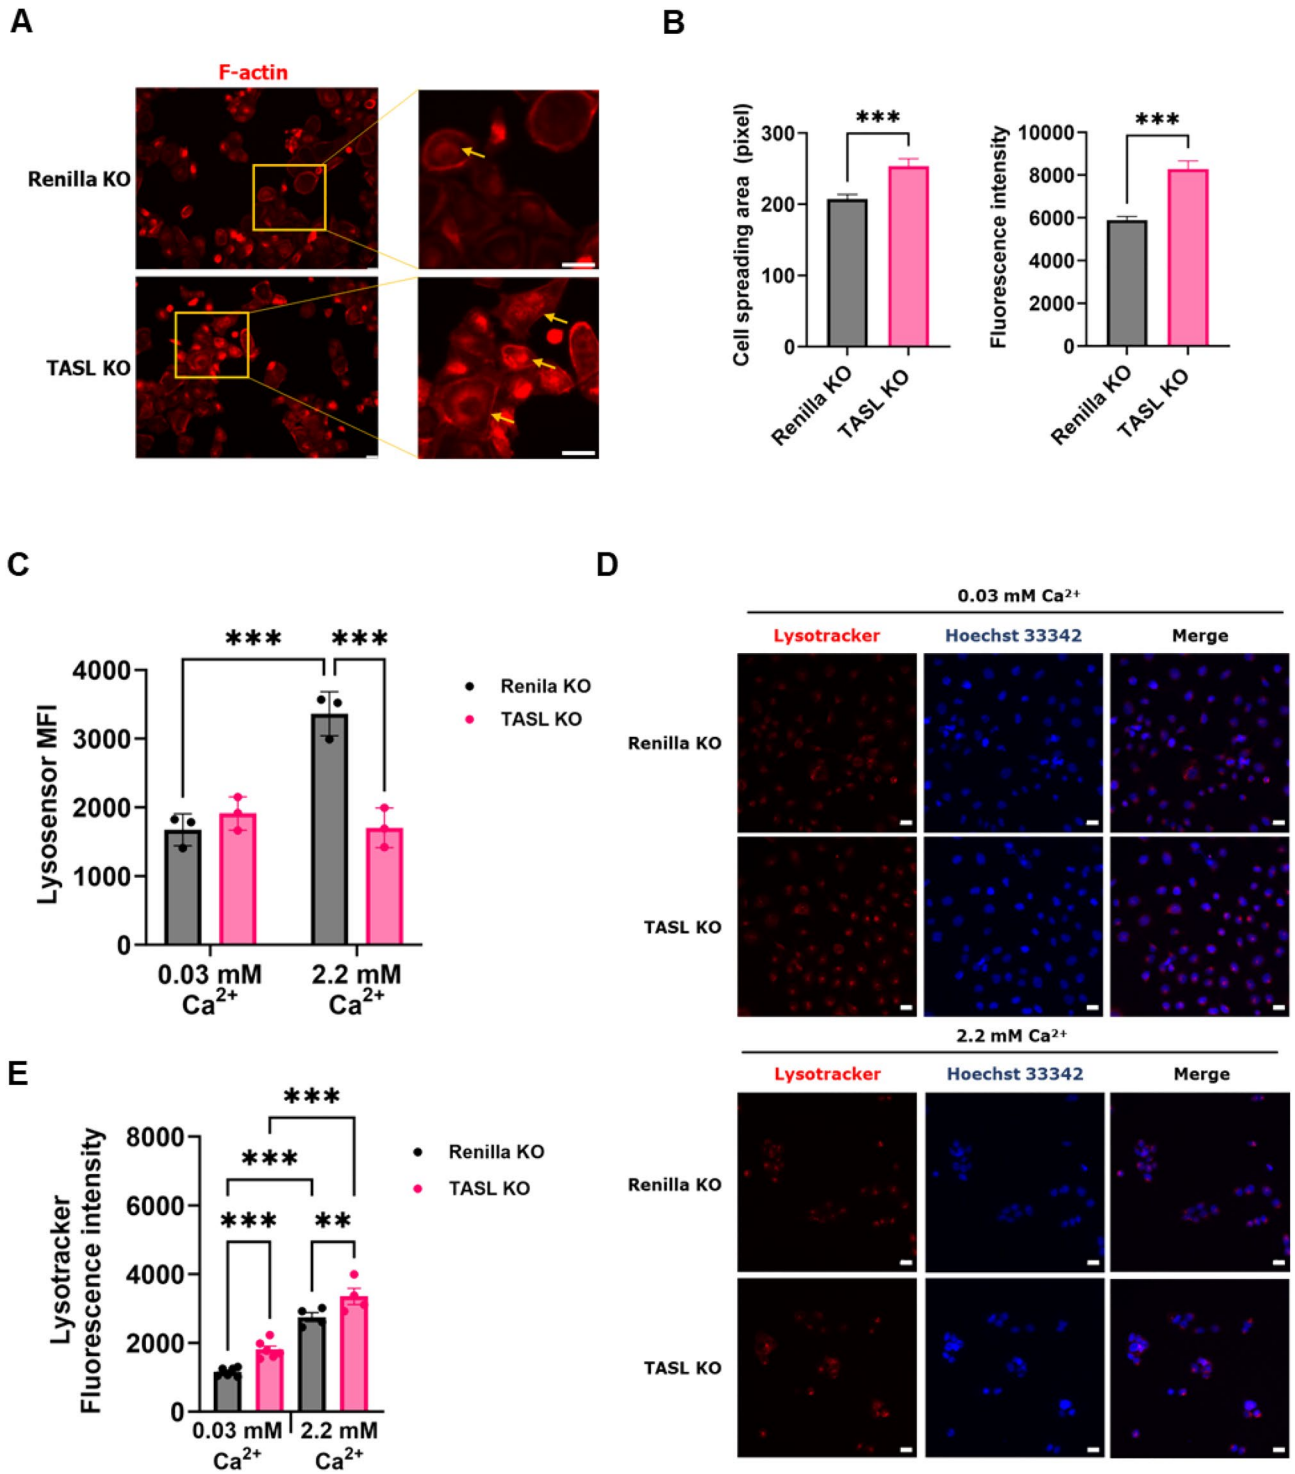 A
F-actin
Renilla KO
TASL KO
B
Cell spreading area (pixel)
300
200
100
0
***
Renilla KO
TASL KO
Fluorescence intensity
10000
8000
6000
4000
2000
0
***
Renilla KO
TASL KO
C
Lysosensor MFI
4000
3000
2000
1000
0
*** ***
Renila KO
TASL KO
0.03 mM 2.2 mM
Ca²⁺ Ca²⁺
D
0.03 mM Ca²⁺
Lysotracker Hoechst 33342 Merge
Renilla KO
TASL KO
2.2 mM Ca²⁺
Lysotracker Hoechst 33342 Merge
Renilla KO
TASL KO
E
Lysotracker
Fluorescence intensity
8000
6000
4000
2000
0
***
***
*** **
Renilla KO
TASL KO
0.03 mM 2.2 mM
Ca²⁺ Ca²⁺